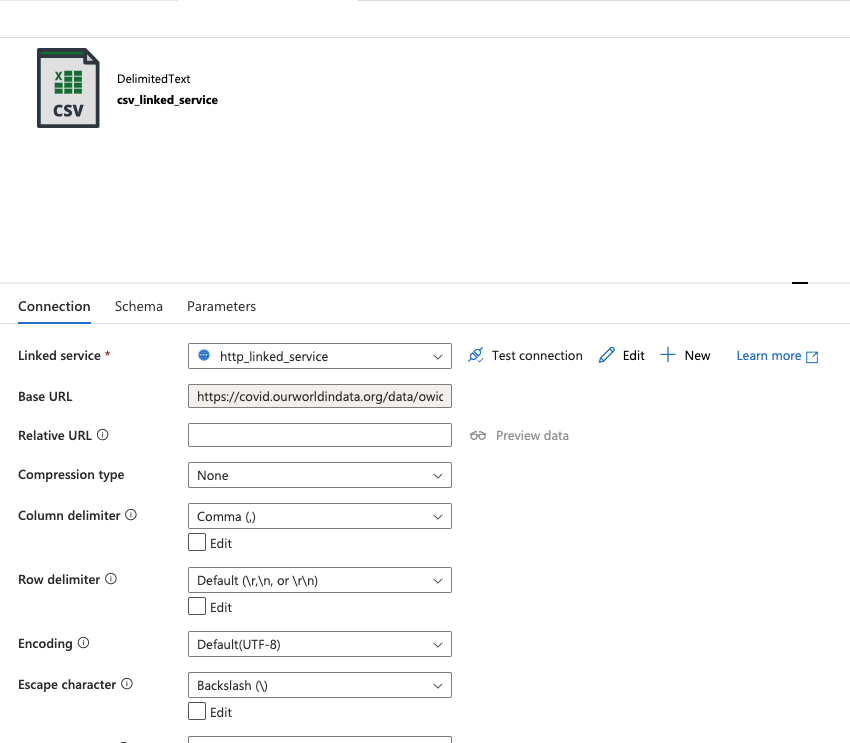 X
CSV
DelimitedText
csv_linked_service
Connection Schema Parameters
Linked service * http_linked_service Test connection Edit New Learn more
Base URL https://covid.ourworldindata.org/data/owid
Relative URL Preview data
Compression type None
Column delimiter Comma (,)
Edit
Row delimiter Default (\r,\n, or \r\n)
Edit
Encoding Default(UTF-8)
Escape character Backslash (\)
Edit